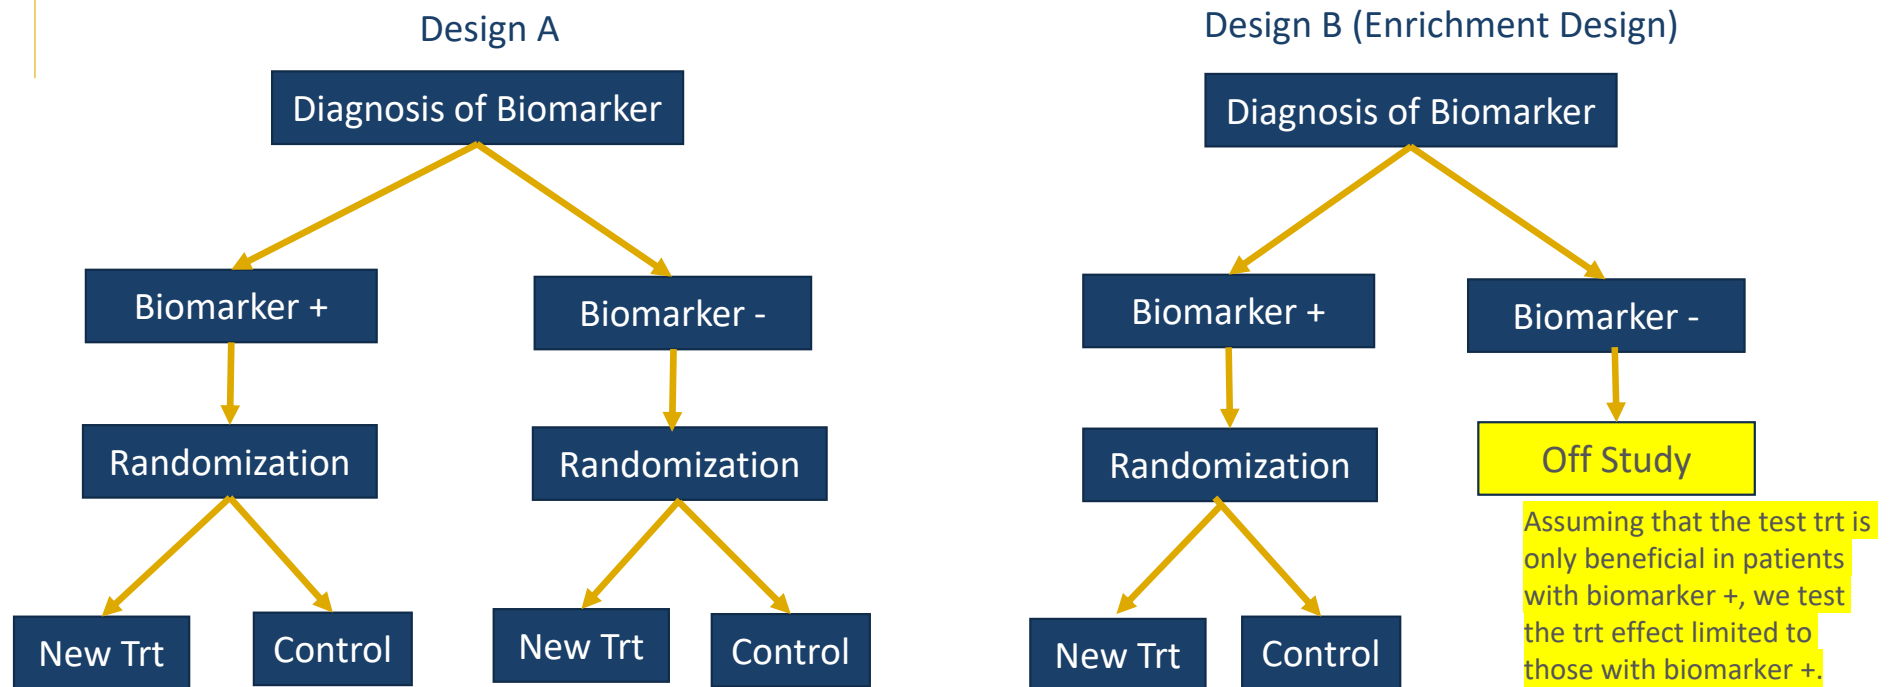 Design A
Diagnosis of Biomarker
Biomarker +
Biomarker -
Randomization
Randomization
New Trt
Control
New Trt
Control
Design B (Enrichment Design)
Diagnosis of Biomarker
Biomarker +
Biomarker -
Randomization
Off Study
Assuming that the test trt is
only beneficial in patients
with biomarker +, we test
the trt effect limited to
those with biomarker +.
New Trt
Control